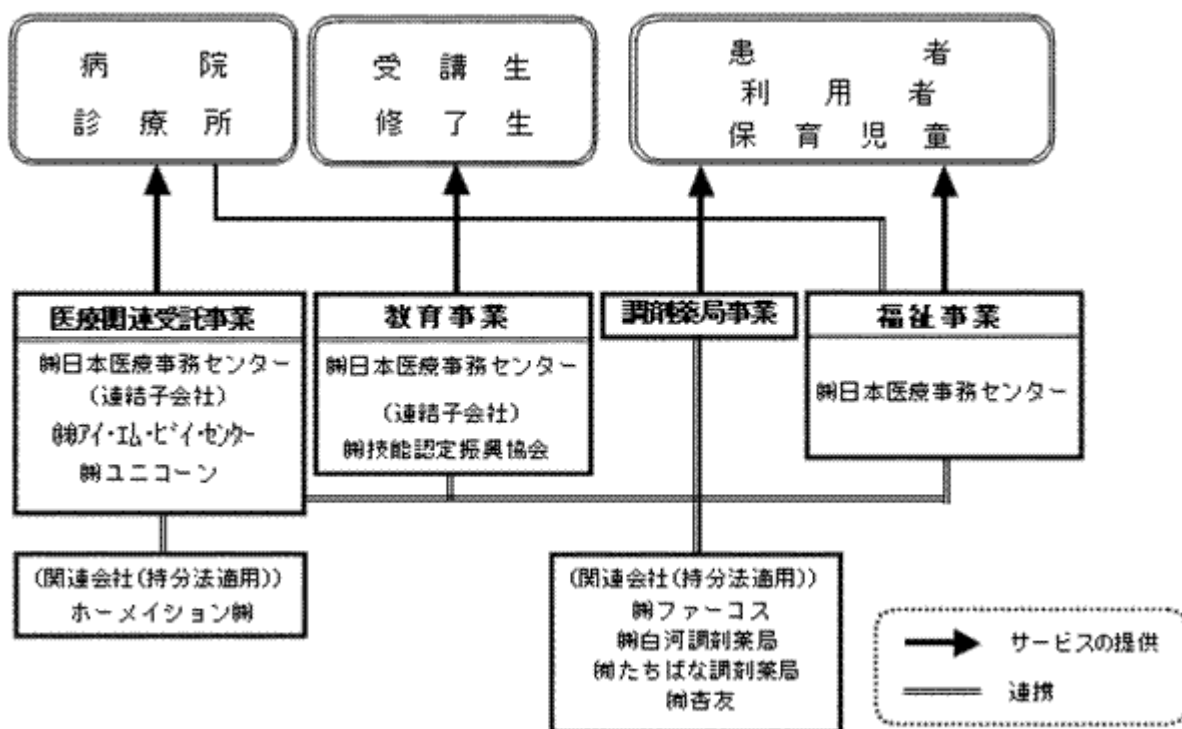 病院
診療所
受講生
修了生
患者
利用者
保育児童
医療関連受託事業
㈱日本医療事務センター
(連結子会社)
㈱アイ・エム・ビイ・センター
㈱ユニコーン
教育事業
㈱日本医療事務センター
(連結子会社)
㈱技能認定振興協会
調剤薬局事業
福祉事業
㈱日本医療事務センター
(関連会社(持分法適用))
ホーメイション㈱
(関連会社(持分法適用))
㈱ファーコス
㈱白河調剤薬局
㈲たちばな調剤薬局
㈲杏友
サービスの提供
連携